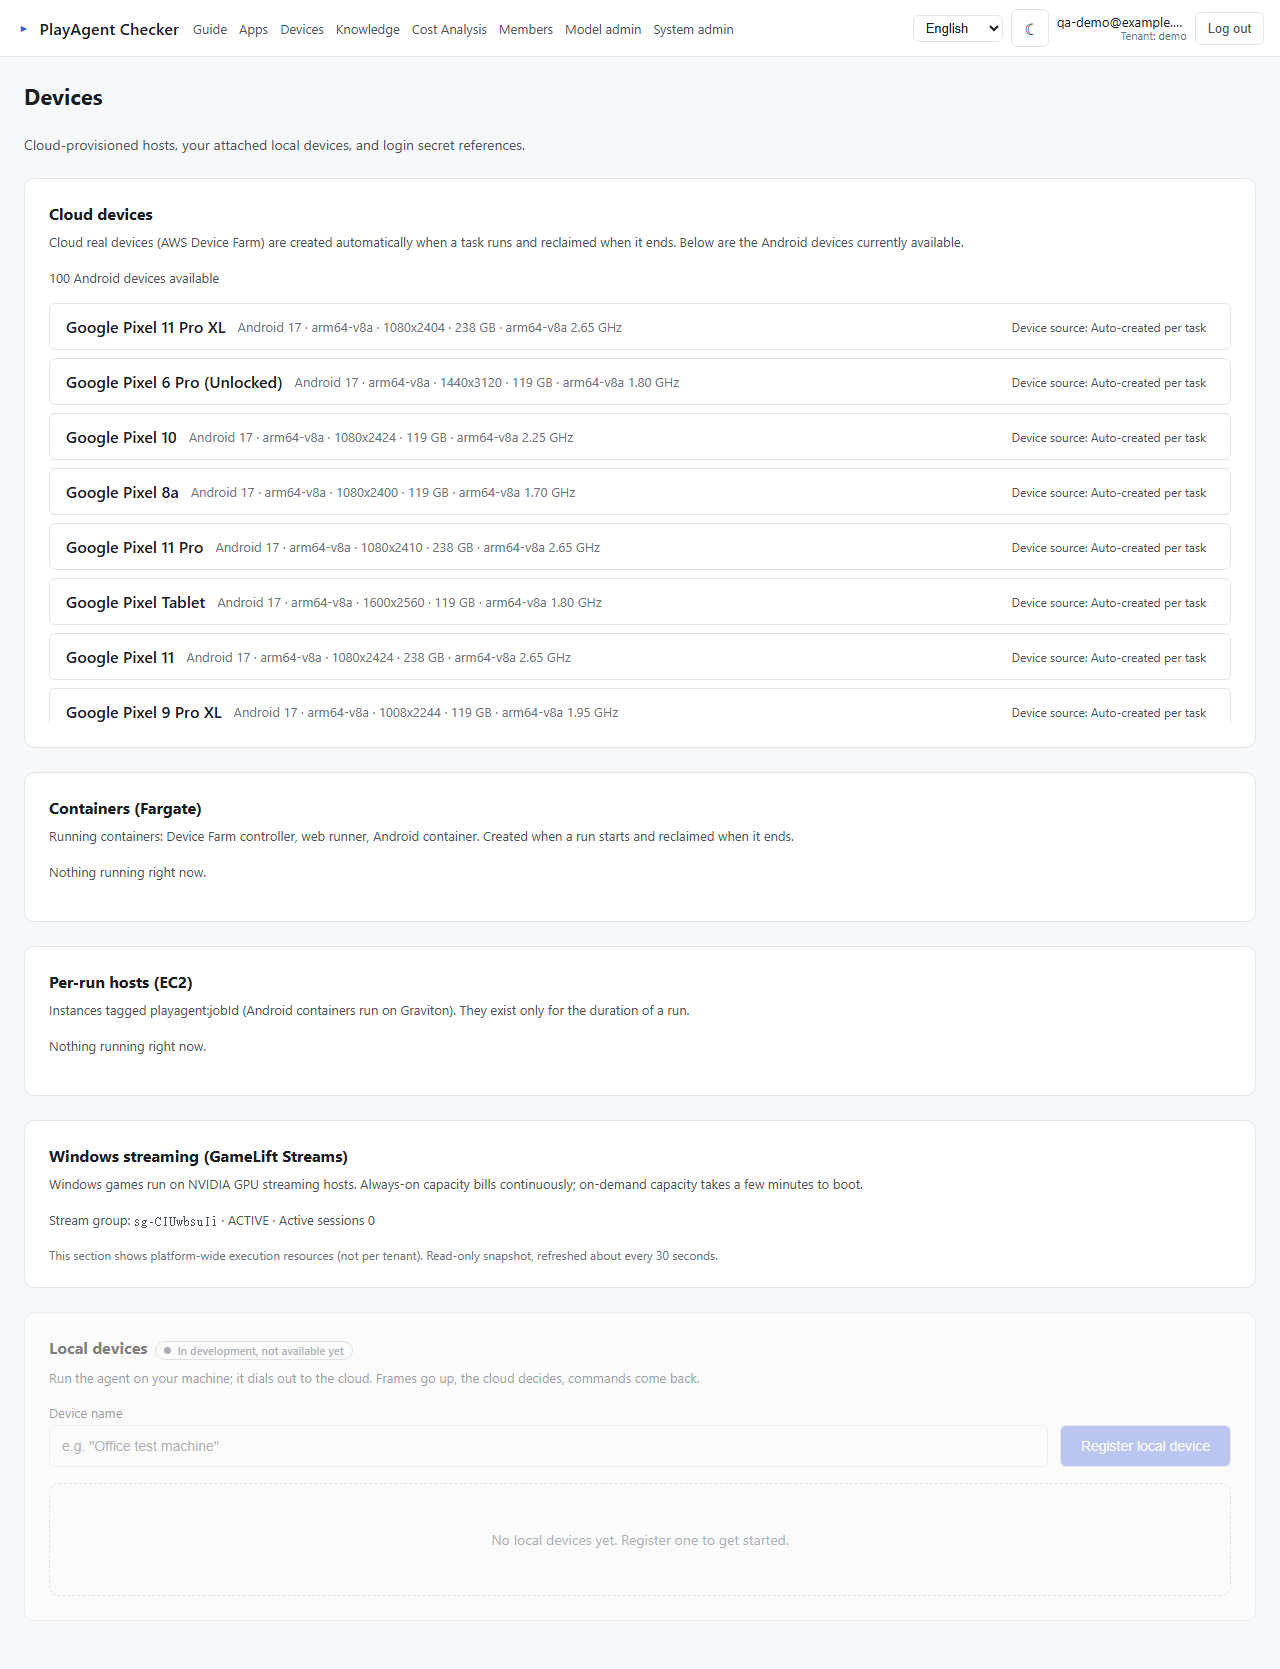 PlayAgent Checker Guide Apps Devices Knowledge Cost Analysis Members Model admin System admin English qa-demo@example.... Tenant: demo Log out
Devices
Cloud-provisioned hosts, your attached local devices, and login secret references.
Cloud devices
Cloud real devices (AWS Device Farm) are created automatically when a task runs and reclaimed when it ends. Below are the Android devices currently available.
100 Android devices available
Google Pixel 11 Pro XL Android 17 · arm64-v8a · 1080x2404 · 238 GB · arm64-v8a 2.65 GHz Device source: Auto-created per task
Google Pixel 6 Pro (Unlocked) Android 17 · arm64-v8a · 1440x3120 · 119 GB · arm64-v8a 1.80 GHz Device source: Auto-created per task
Google Pixel 10 Android 17 · arm64-v8a · 1080x2424 · 119 GB · arm64-v8a 2.25 GHz Device source: Auto-created per task
Google Pixel 8a Android 17 · arm64-v8a · 1080x2400 · 119 GB · arm64-v8a 1.70 GHz Device source: Auto-created per task
Google Pixel 11 Pro Android 17 · arm64-v8a · 1080x2410 · 238 GB · arm64-v8a 2.65 GHz Device source: Auto-created per task
Google Pixel Tablet Android 17 · arm64-v8a · 1600x2560 · 119 GB · arm64-v8a 1.80 GHz Device source: Auto-created per task
Google Pixel 11 Android 17 · arm64-v8a · 1080x2424 · 238 GB · arm64-v8a 2.65 GHz Device source: Auto-created per task
Google Pixel 9 Pro XL Android 17 · arm64-v8a · 1008x2244 · 119 GB · arm64-v8a 1.95 GHz Device source: Auto-created per task
Containers (Fargate)
Running containers: Device Farm controller, web runner, Android container. Created when a run starts and reclaimed when it ends.
Nothing running right now.
Per-run hosts (EC2)
Instances tagged playagent:jobId (Android containers run on Graviton). They exist only for the duration of a run.
Nothing running right now.
Windows streaming (GameLift Streams)
Windows games run on NVIDIA GPU streaming hosts. Always-on capacity bills continuously; on-demand capacity takes a few minutes to boot.
Stream group: sg-CIUwbsuIi · ACTIVE · Active sessions 0
This section shows platform-wide execution resources (not per tenant). Read-only snapshot, refreshed about every 30 seconds.
Local devices In development, not available yet
Run the agent on your machine; it dials out to the cloud. Frames go up, the cloud decides, commands come back.
Device name
e.g. "Office test machine" Register local device
No local devices yet. Register one to get started.